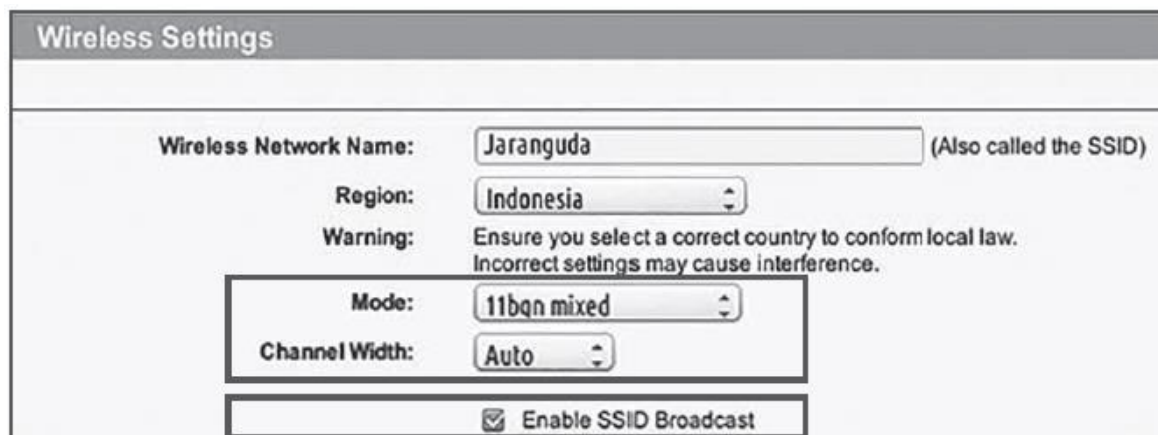 Wireless Settings
Wireless Network Name: Jaranguda (Also called the SSID)
Region: Indonesia
Warning: Ensure you select a correct country to conform local law.
Incorrect settings may cause interference.
Mode: 11bgn mixed
Channel Width: Auto
Enable SSID Broadcast